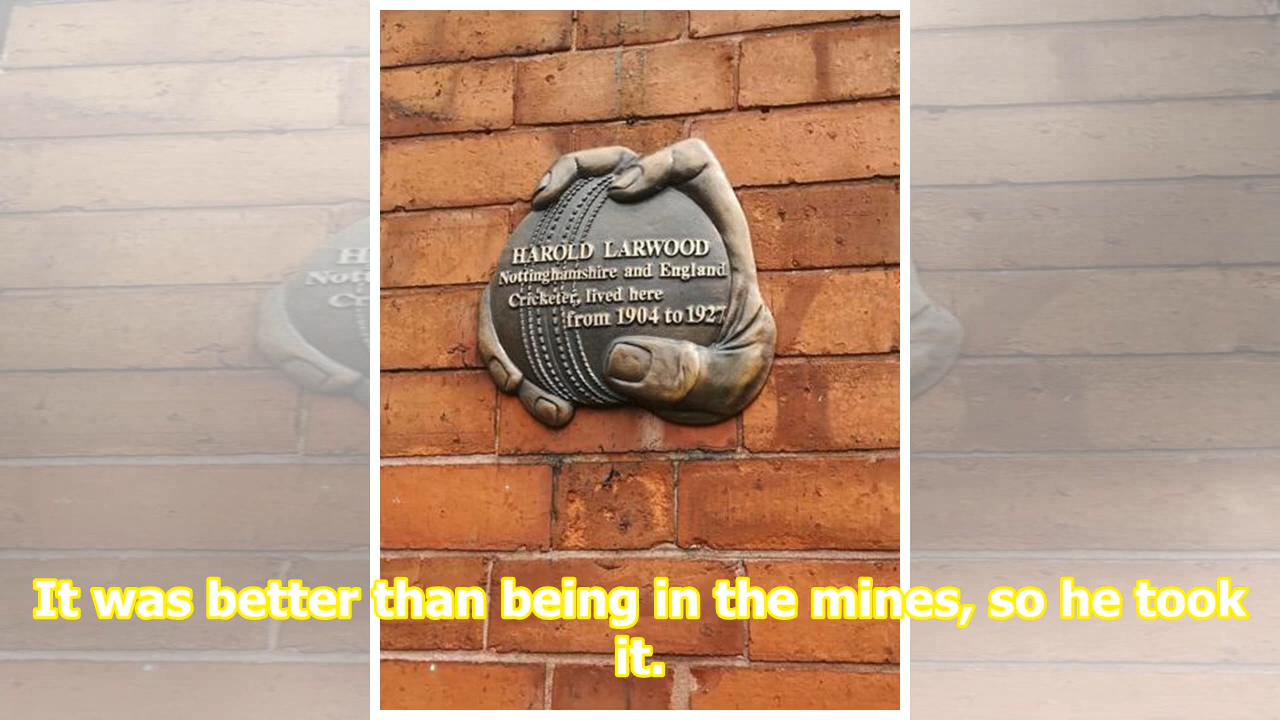 HAROLD LARWOOD
Nottinghamshire and England
Cricketer, lived here
from 1904 to 1927
It was better than being in the mines, so he took
it.